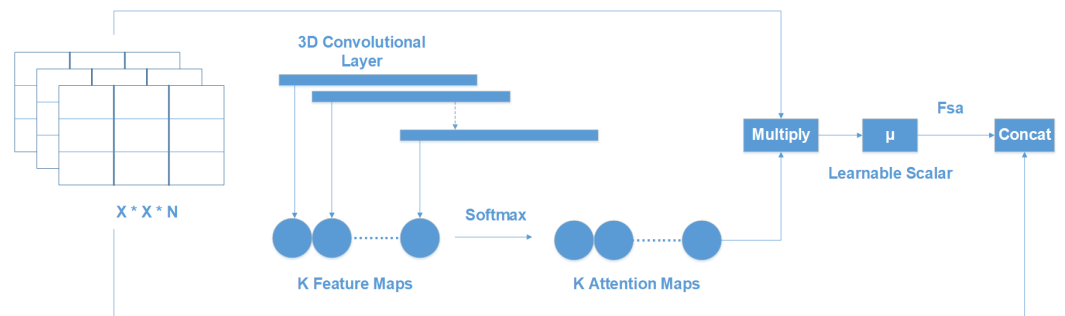 3D Convolutional
Layer
Fsa
Multiply
μ
Concat
Learnable Scalar
X * X * N
Softmax
K Feature Maps
K Attention Maps